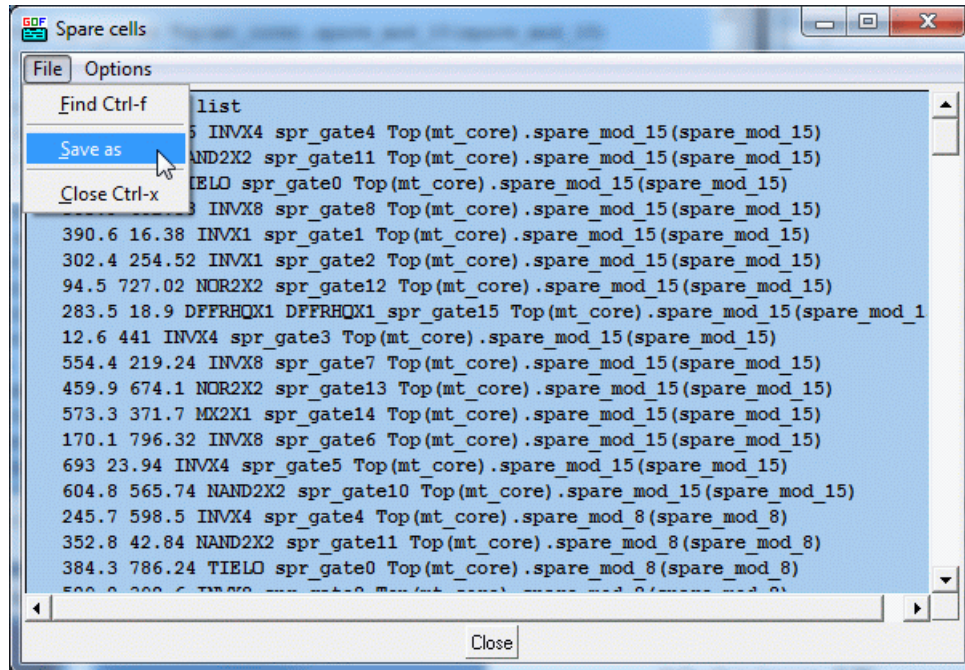 GOF
Spare cells
File Options
Find Ctrl-f
Save as
Close Ctrl-x
list
INVX4 spr_gate4 Top(mt_core).spare_mod_15(spare_mod_15)
spr_gate11 Top(mt_core).spare_mod_15(spare_mod_15)
spr_gate0 Top(mt_core).spare_mod_15(spare_mod_15)
INVX8 spr_gate8 Top(mt_core).spare_mod_15(spare_mod_15)
390.6 16.38 INVX1 spr_gate1 Top(mt_core).spare_mod_15(spare_mod_15)
302.4 254.52 INVX1 spr_gate2 Top(mt_core).spare_mod_15(spare_mod_15)
94.5 727.02 NOR2X2 spr_gate12 Top(mt_core).spare_mod_15(spare_mod_15)
283.5 18.9 DFFRHQX1 DFFRHQX1_spr_gate15 Top(mt_core).spare_mod_15(spare_mod_1
12.6 441 INVX4 spr_gate3 Top(mt_core).spare_mod_15(spare_mod_15)
554.4 219.24 INVX8 spr_gate7 Top(mt_core).spare_mod_15(spare_mod_15)
459.9 674.1 NOR2X2 spr_gate13 Top(mt_core).spare_mod_15(spare_mod_15)
573.3 371.7 MX2X1 spr_gate14 Top(mt_core).spare_mod_15(spare_mod_15)
170.1 796.32 INVX8 spr_gate6 Top(mt_core).spare_mod_15(spare_mod_15)
693 23.94 INVX4 spr_gate5 Top(mt_core).spare_mod_15(spare_mod_15)
604.8 565.74 NAND2X2 spr_gate10 Top(mt_core).spare_mod_15(spare_mod_15)
245.7 598.5 INVX4 spr_gate4 Top(mt_core).spare_mod_8(spare_mod_8)
352.8 42.84 NAND2X2 spr_gate11 Top(mt_core).spare_mod_8(spare_mod_8)
384.3 786.24 TIELO spr_gate0 Top(mt_core).spare_mod_8(spare_mod_8)
Close